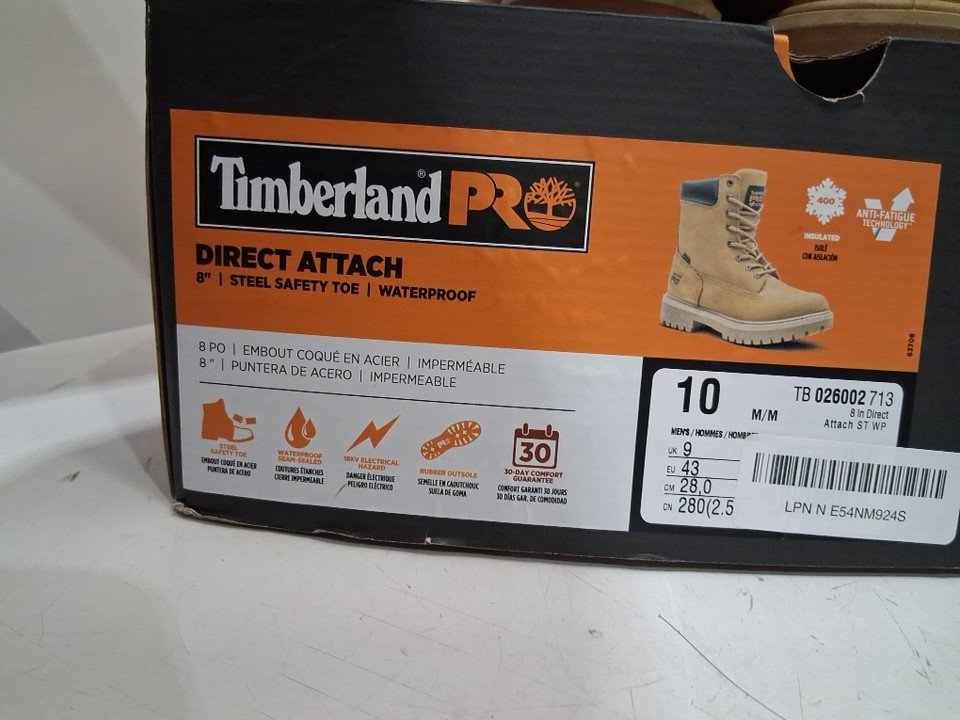 Timberland® PRO®
DIRECT ATTACH
8" | STEEL SAFETY TOE | WATERPROOF
400
INSULATED
ISOLÉ
CON AISLACIÓN
ANTI-FATIGUE
TECHNOLOGY™
PRO
8 PO | EMBOUT COQUÉ EN ACIER | IMPERMÉABLE
8 " | PUNTERA DE ACERO | IMPERMEABLE
STEEL
SAFETY TOE
EMBOUT COQUÉ EN ACIER
PUNTERA DE ACERO
WATERPROOF
SEAM-SEALED
COUTURES ÉTANCHES
CIERRE IMPERMEABLE
18KV ELECTRICAL
HAZARD
DANGER ÉLECTRIQUE
PELIGRO ELÉCTRICO
RUBBER OUTSOLE
SEMELLE EN CAOUTCHOUC
SUELA DE GOMA
30
30-DAY COMFORT
GUARANTEE
CONFORT GARANTI 30 JOURS
30 DÍAS GAR. DE COMODIDAD
10 M/M
TB 026002 713
8 In Direct
Attach ST WP
MEN'S / HOMMES / HOMBRE
UK 9
EU 43
CM 28,0
CN 280(2.5
LPN N E54NM924S